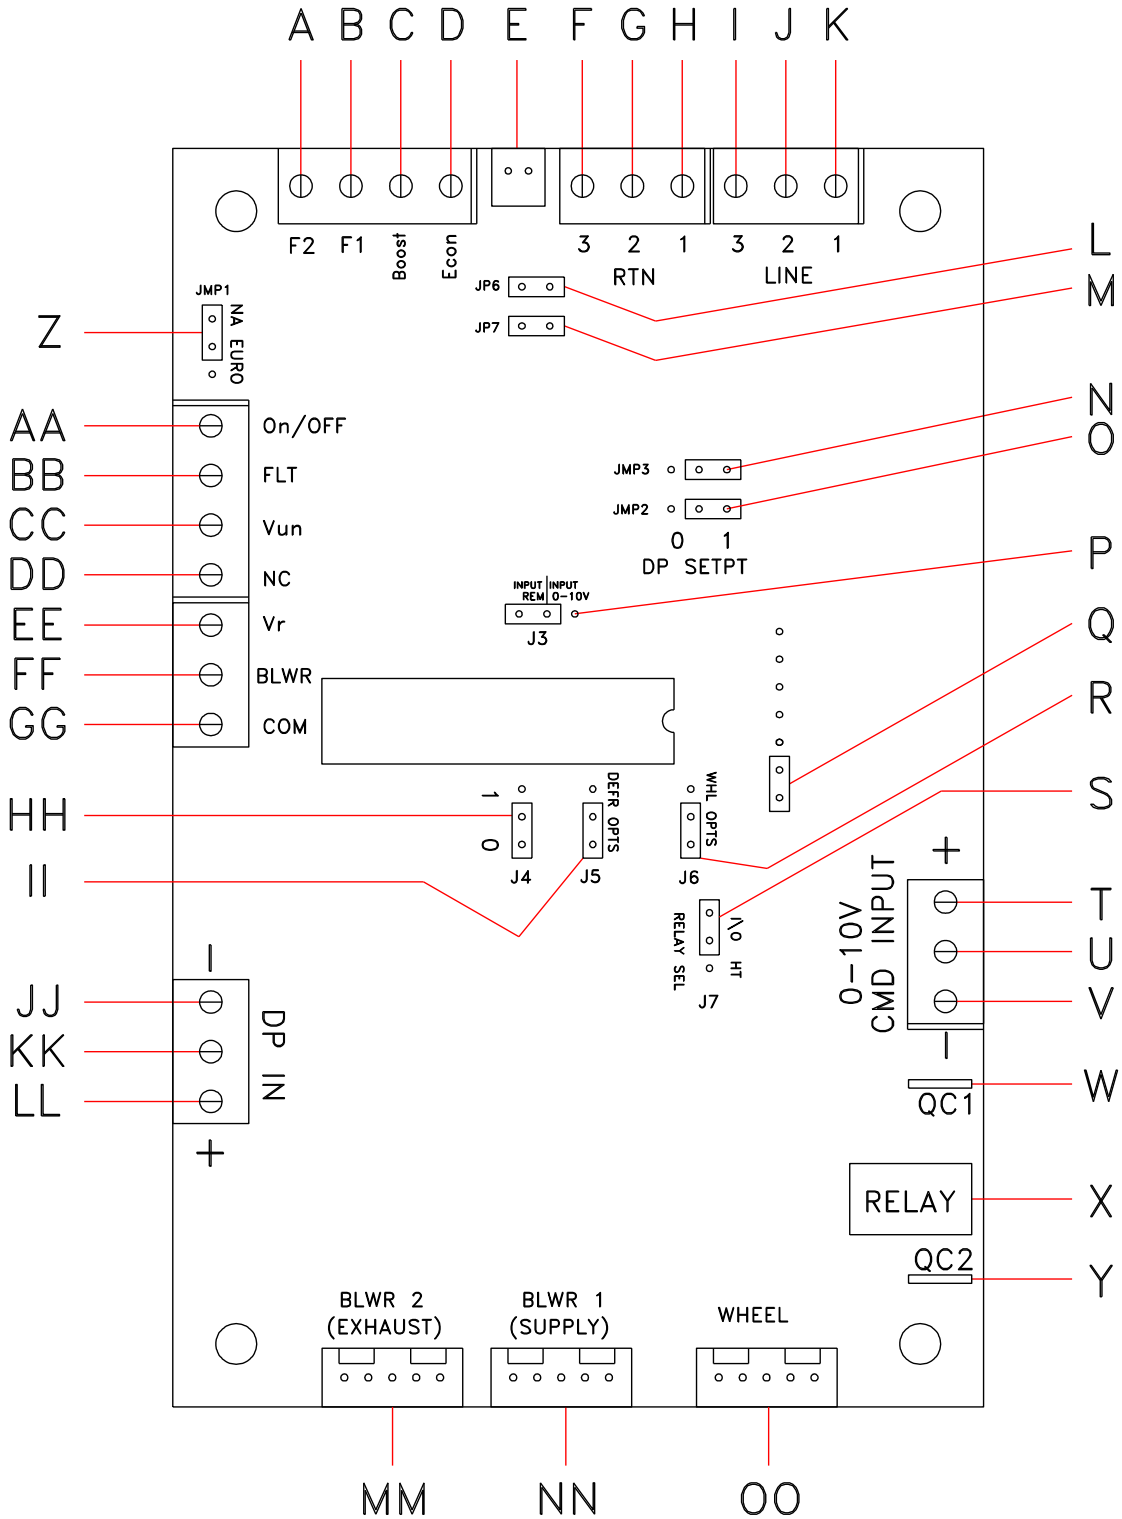 A B C D E F G H I J K
F2 F1 Boost Econ
3 2 1
RTN
3 2 1
LINE
L
M
JP6
JP7
JMP1
NA EURO
Z
N
O
JMP3
JMP2
0 1
DP SETPT
AA On/OFF
BB FLT
CC Vun
DD NC
EE Vr
FF BLWR
GG COM
INPUT INPUT
REM 0-10V
J3
P
Q
R
S
HH
1
0
J4
DEFR OPTS
J5
WHL OPTS
J6
II
I\O HT
RELAY SEL
J7
+
0-10V
CMD INPUT
-
T
U
V
-
DP IN
+
JJ
KK
LL
W
QC1
RELAY
X
QC2
Y
BLWR 2
(EXHAUST)
BLWR 1
(SUPPLY)
WHEEL
MM NN OO